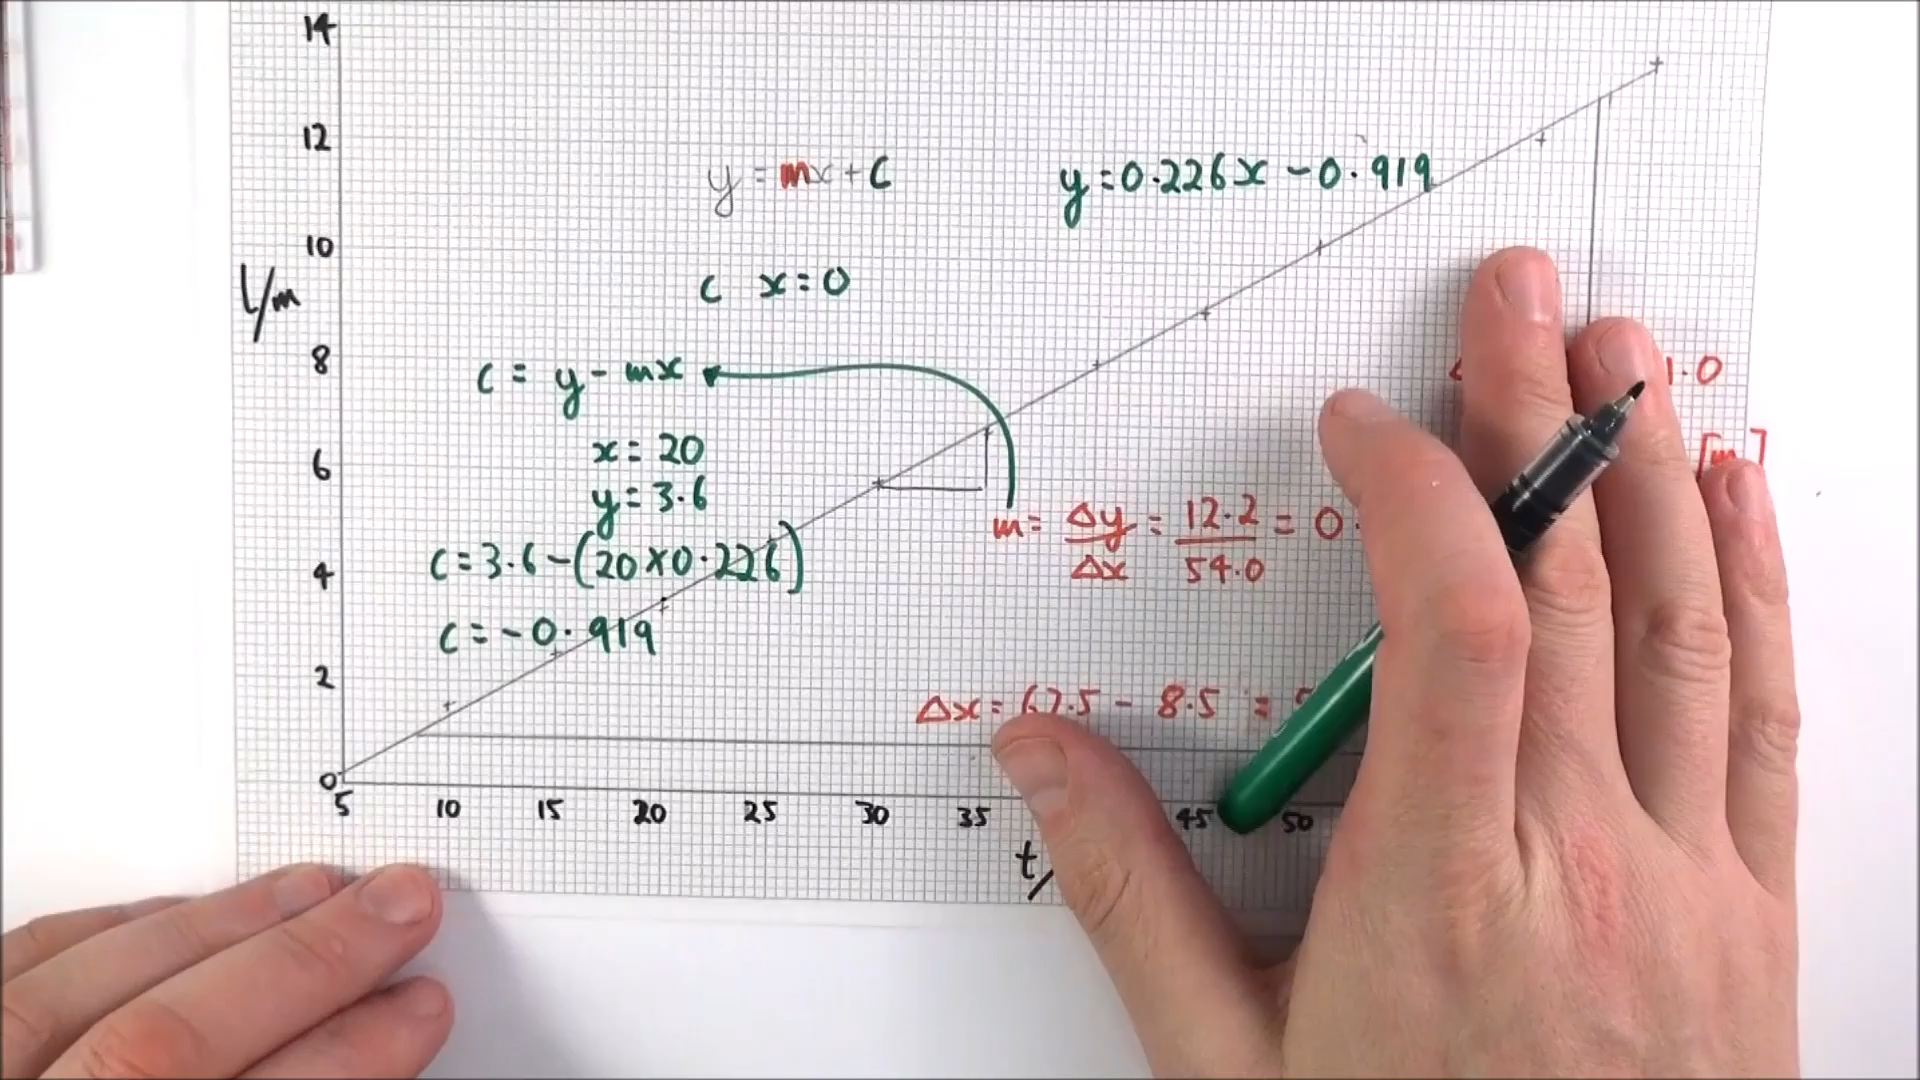 14
12
y = mx + c
y = 0.226x - 0.919
10
L/m
c x = 0
8
c = y - mx
1.0
x = 20
6
[m]
y = 3.6
m = Δy/Δx = 12.2/54.0 = 0.
c = 3.6 - (20 x 0.226)
4
c = -0.919
2
Δx = 62.5 - 8.5 =
0
5 10 15 20 25 30 35 45 50
t/